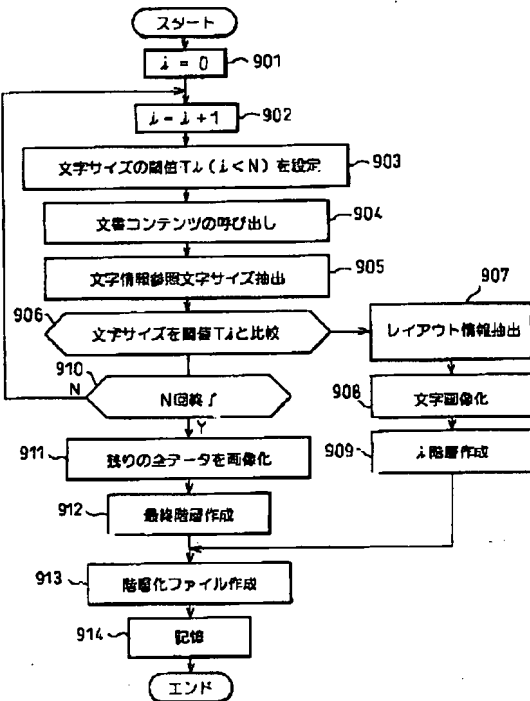 スタート
i = 0
901
i = i + 1
902
文字サイズの閾値Ti(i<N)を設定
903
文書コンテンツの呼び出し
904
文字情報参照文字サイズ抽出
905
906
文字サイズを閾値Tiと比較
907
レイアウト情報抽出
908
文字画像化
909
i階層作成
910
N
N回終了
Y
911
残りの全データを画像化
912
最終階層作成
913
階層化ファイル作成
914
記憶
エンド